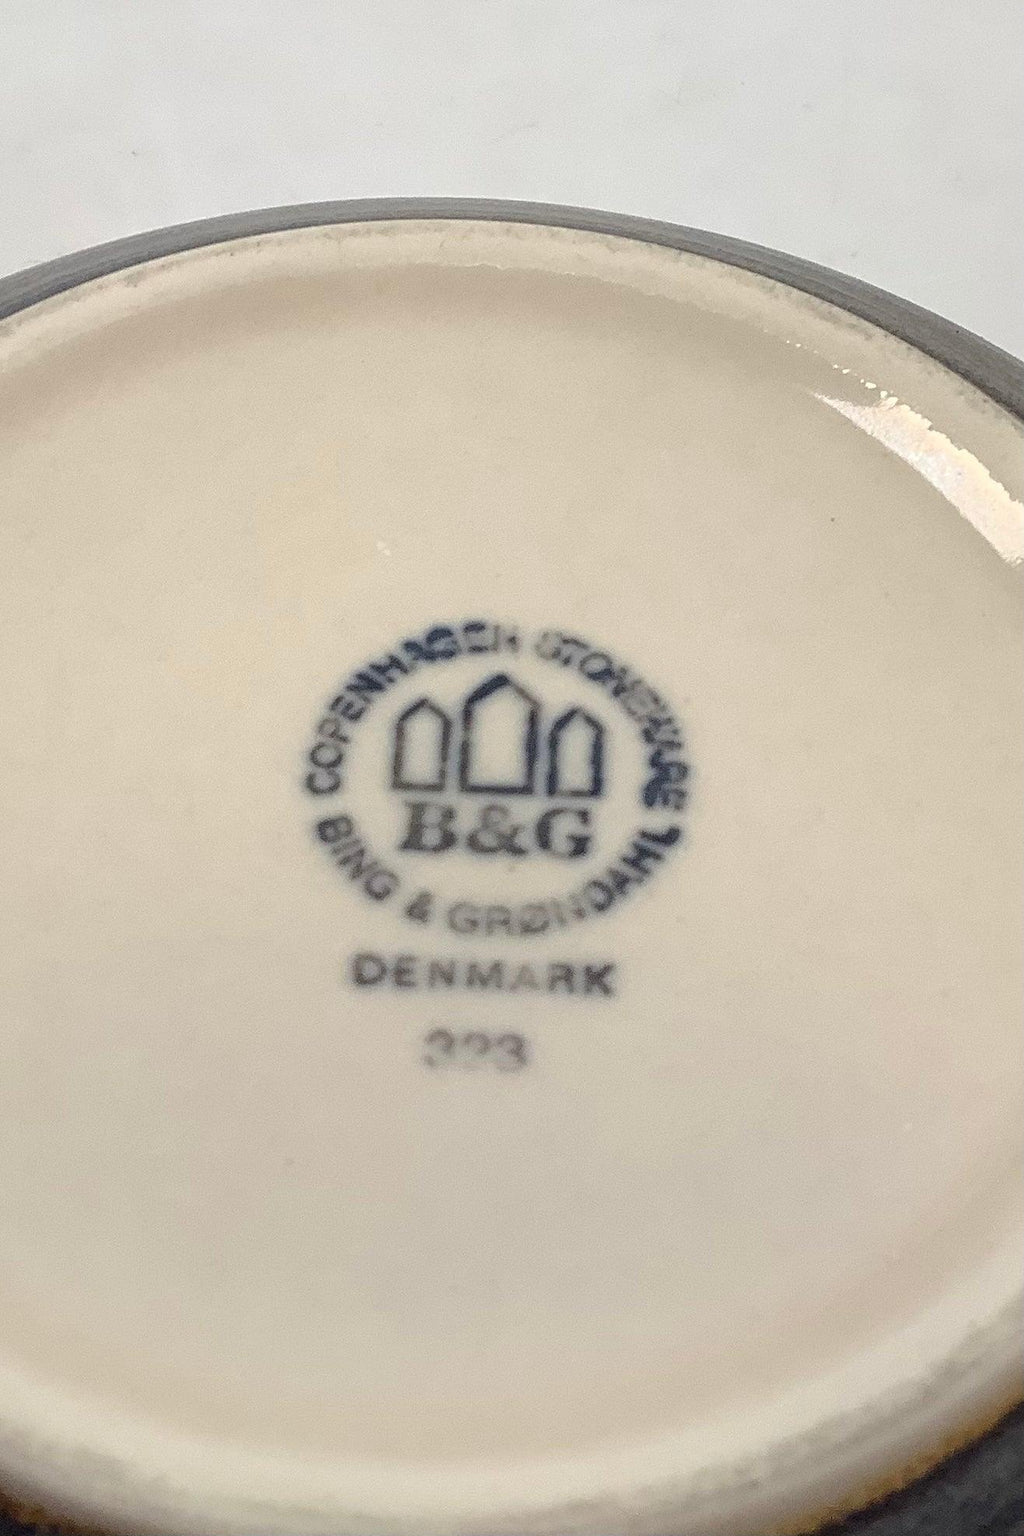 COPENHAGEN STONEWARE
B&G
BING & GRØNDAHL
DENMARK
323